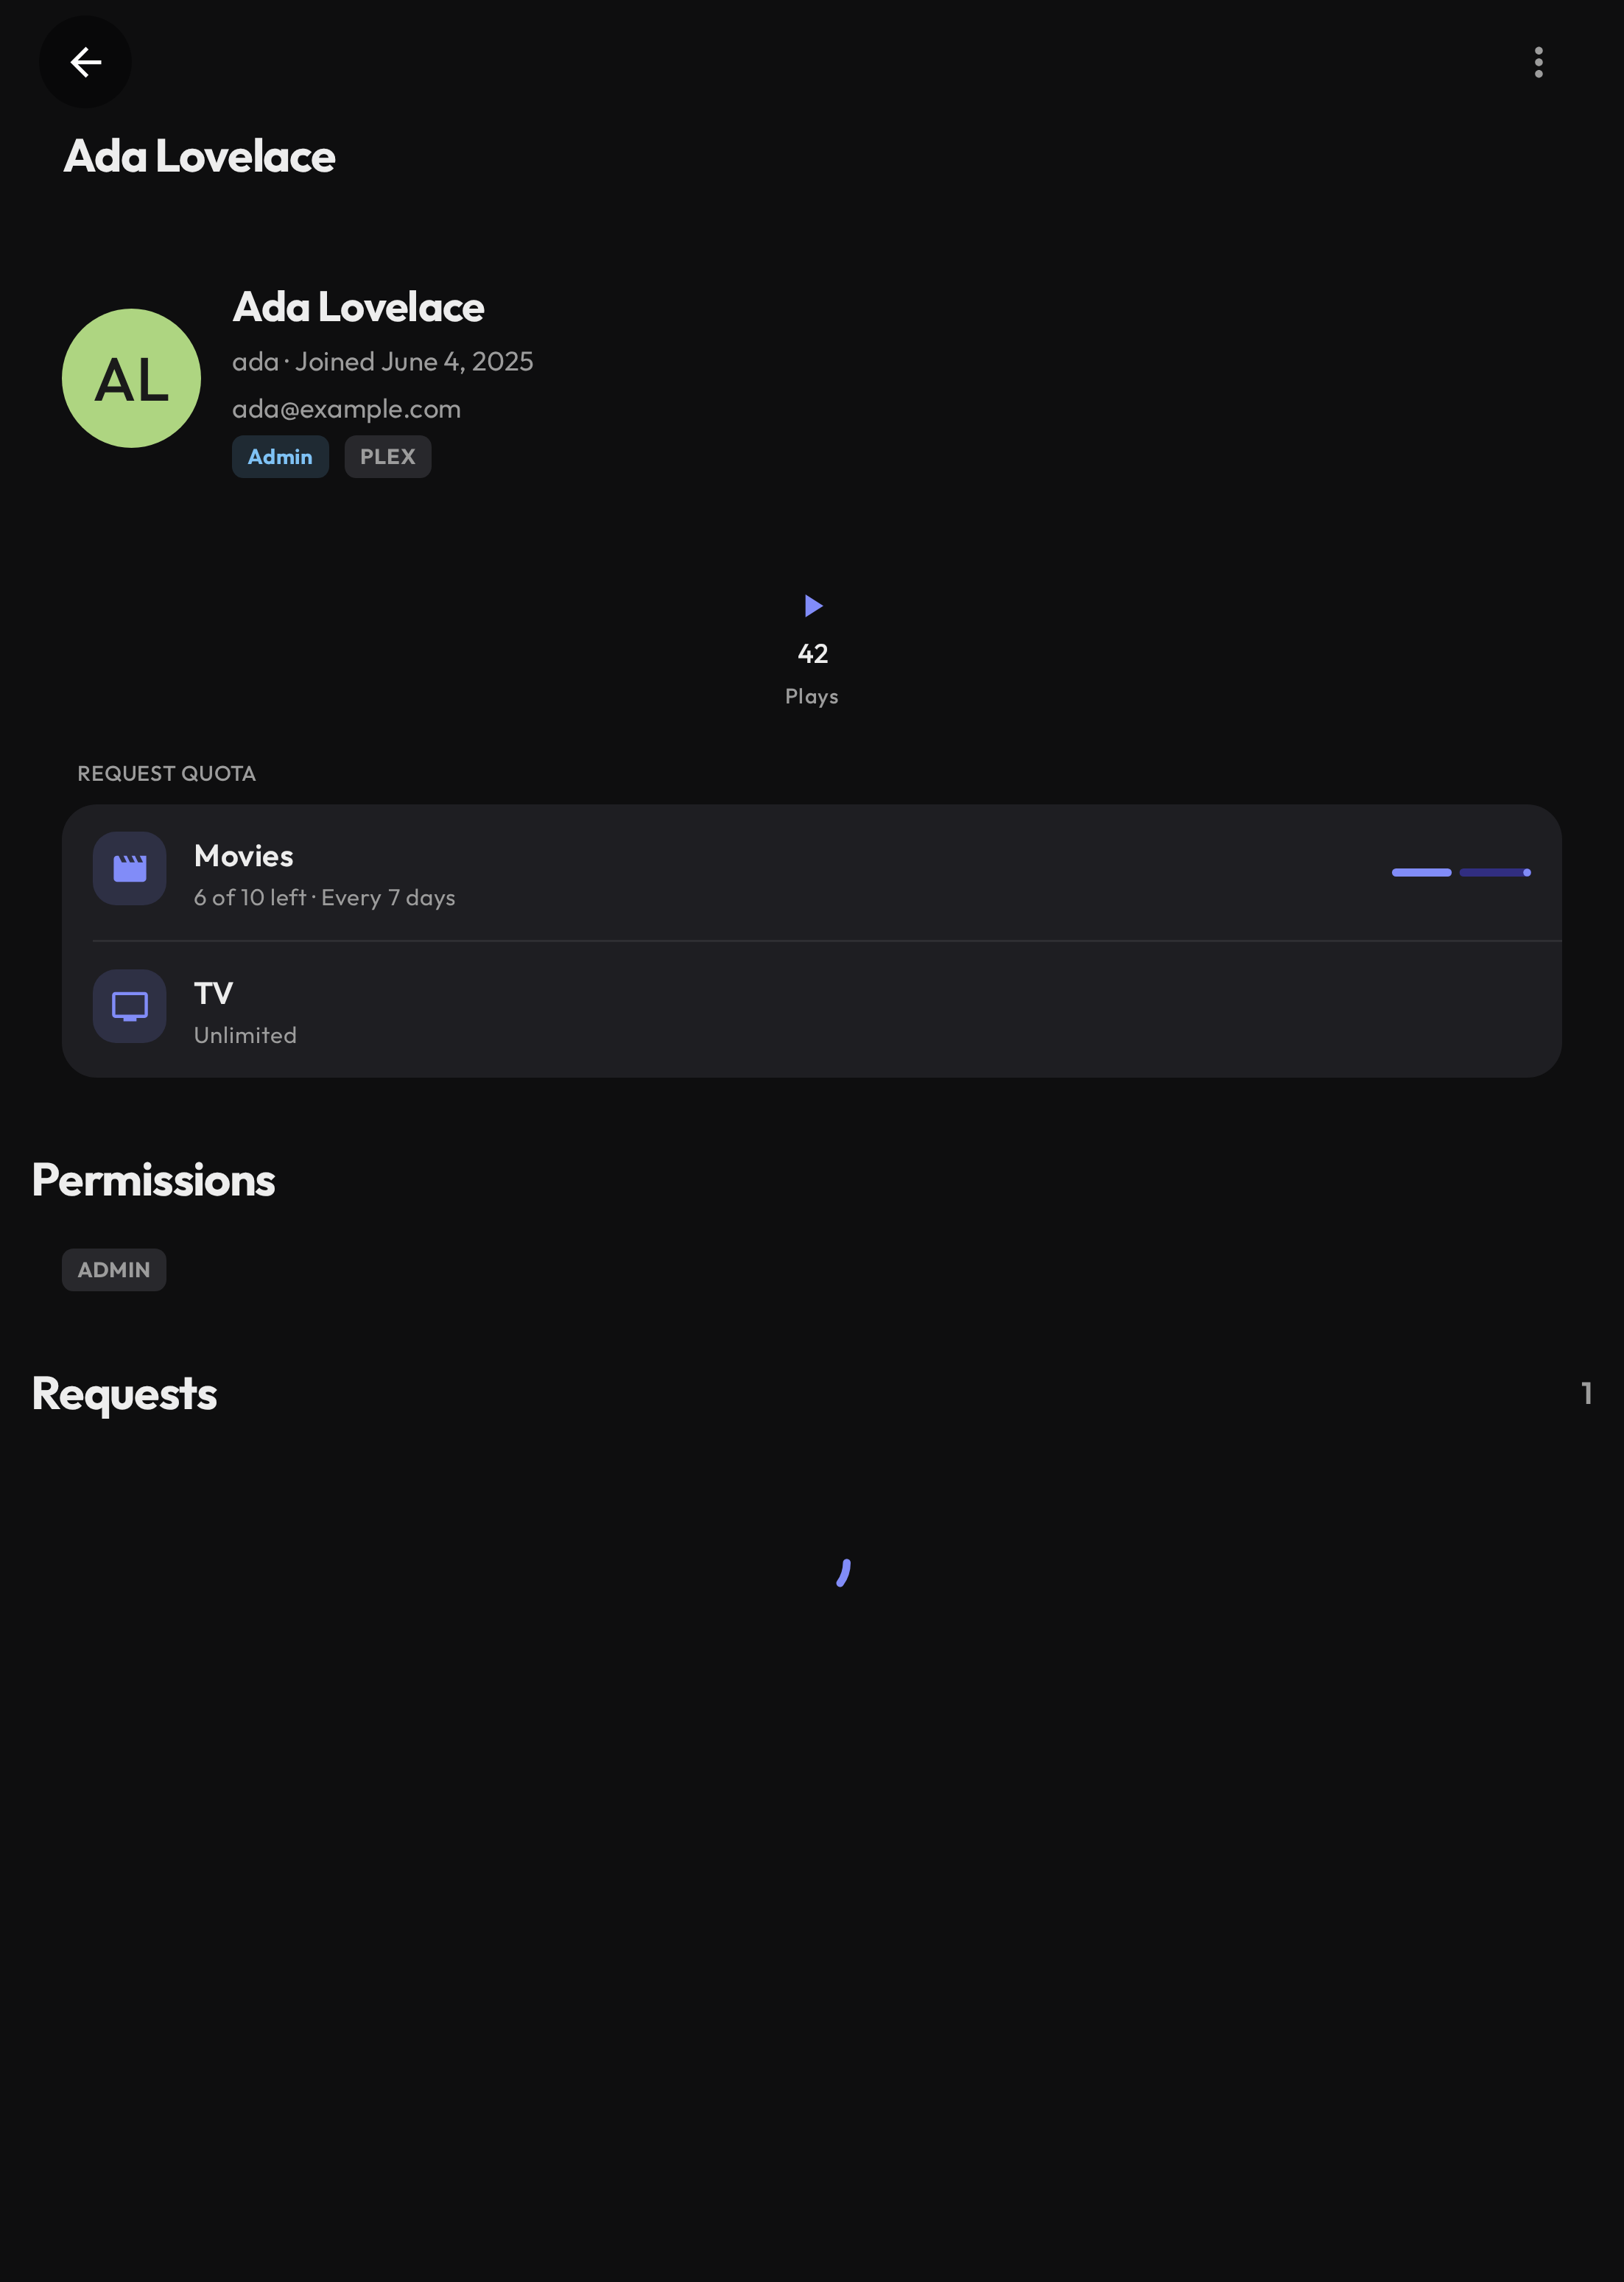 Ada Lovelace
Ada Lovelace
AL
ada · Joined June 4, 2025
ada@example.com
Admin PLEX
42
Plays
REQUEST QUOTA
Movies
6 of 10 left · Every 7 days
TV
Unlimited
Permissions
ADMIN
Requests 1